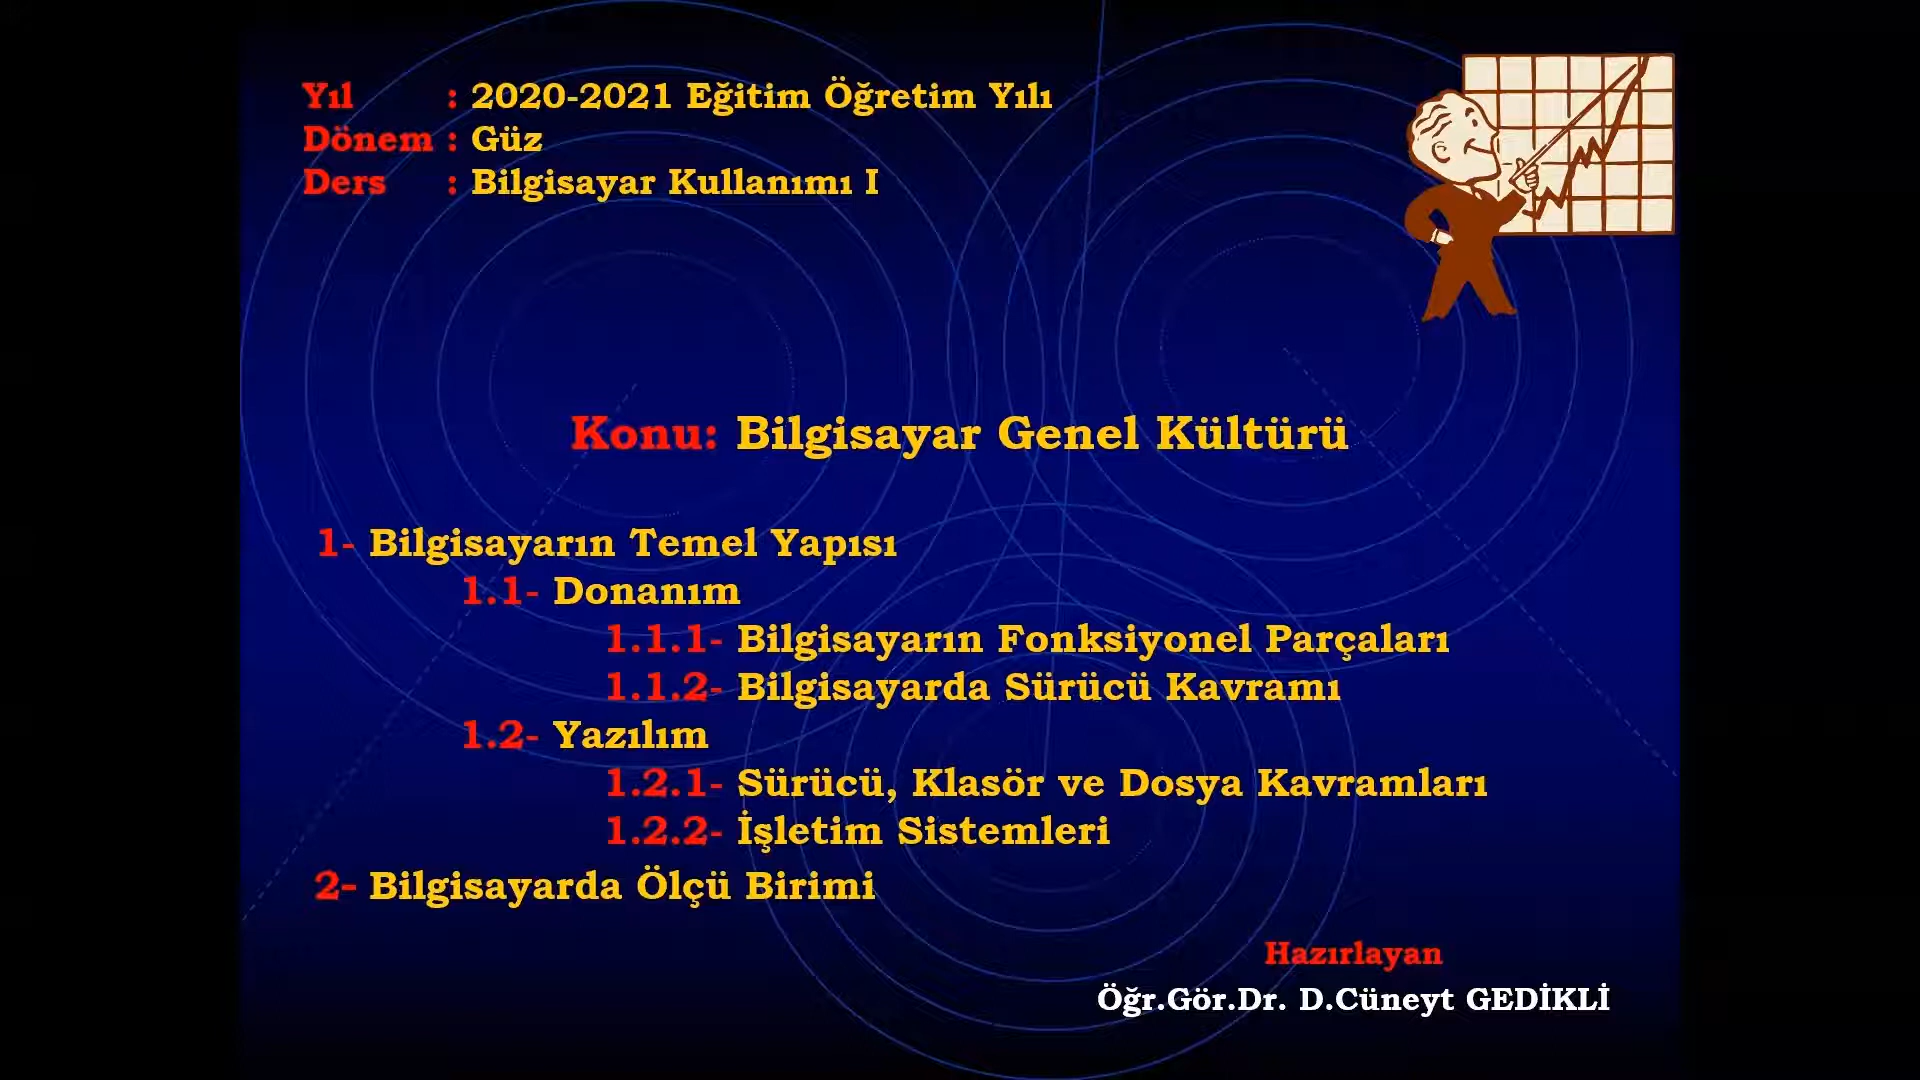 Yıl : 2020-2021 Eğitim Öğretim Yılı
Dönem : Güz
Ders : Bilgisayar Kullanımı I
Konu: Bilgisayar Genel Kültürü
1- Bilgisayarın Temel Yapısı
1.1- Donanım
1.1.1- Bilgisayarın Fonksiyonel Parçaları
1.1.2- Bilgisayarda Sürücü Kavramı
1.2- Yazılım
1.2.1- Sürücü, Klasör ve Dosya Kavramları
1.2.2- İşletim Sistemleri
2- Bilgisayarda Ölçü Birimi
Hazırlayan
Öğr.Gör.Dr. D.Cüneyt GEDİKLİ